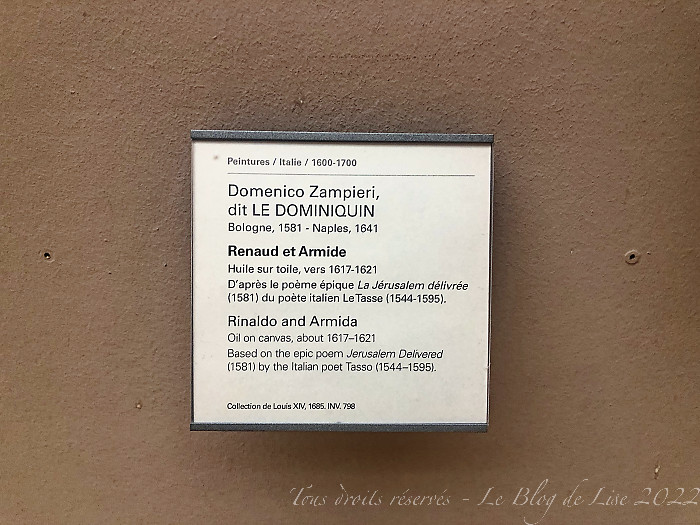 Peintures / Italie / 1600-1700
Domenico Zampieri,
dit LE DOMINIQUIN
Bologne, 1581 - Naples, 1641
Renaud et Armide
Huile sur toile, vers 1617-1621
D'après le poème épique La Jérusalem délivrée
(1581) du poète italien Le Tasse (1544-1595).
Rinaldo and Armida
Oil on canvas, about 1617–1621
Based on the epic poem Jerusalem Delivered
(1581) by the Italian poet Tasso (1544–1595).
Collection de Louis XIV, 1685. INV. 798
Tous droits réservés - Le Blog de Lise 2022